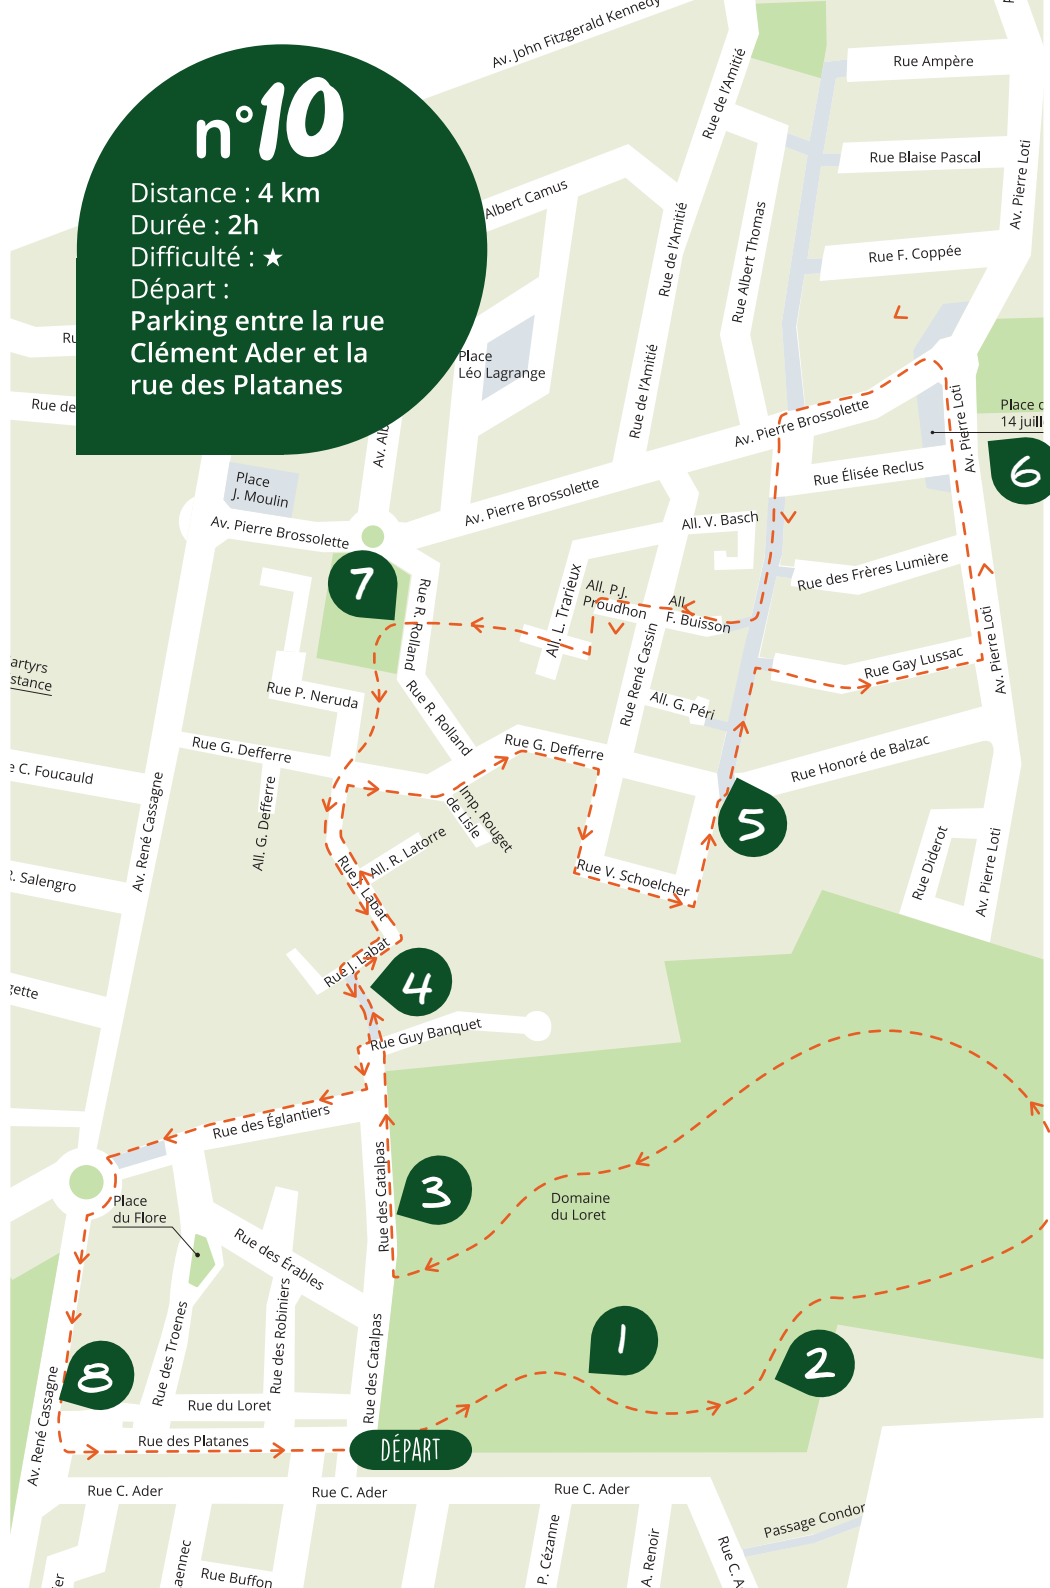 n°10
Distance : 4 km
Durée : 2h
Difficulté : ★
Départ :
Parking entre la rue
Clément Ader et la
rue des Platanes
Av. John Fitzgerald Kennedy
Rue de l'Amitié
Rue Ampère
Rue Blaise Pascal
Av. Pierre Loti
Albert Camus
Rue de l'Amitié
Rue Albert Thomas
Rue F. Coppée
Place
Léo Lagrange
Rue de l'Amitié
Av. Pierre Brossolette
Av. Pierre Loti
Place
14 juill
6
Rue de
Place
J. Moulin
Rue Élisée Reclus
Av. Pierre Brossolette
Av. Pierre Brossolette
All. V. Basch
7
Rue R. Rolland
All. L. Trarieux
All. P.J.
Proudhon
All.
F. Buisson
Rue des Frères Lumière
Av. Pierre Loti
artyrs
stance
Rue P. Neruda
Rue R. Rolland
Rue René Cassin
All. G. Péri
Rue Gay Lussac
Rue G. Defferre
Rue G. Defferre
Rue Honoré de Balzac
e C. Foucauld
Av. René Cassagne
All. G. Defferre
Imp. Rouget
de Lisle
All. R. Latorre
5
Rue Diderot
Av. Pierre Loti
R. Salengro
Rue J. Labat
Rue V. Schoelcher
Rue J. Labat
4
gette
Rue Guy Banquet
Rue des Églantiers
Rue des Catalpas
3
Domaine
du Loret
Place
du Flore
Rue des Érables
Rue des Troenes
Rue des Robiniers
Rue des Catalpas
1
2
8
Av. René Cassagne
Rue du Loret
Rue des Platanes
DÉPART
Rue C. Ader
Rue C. Ader
Rue C. Ader
Passage Condor
aennec
Rue Buffon
P. Cézanne
A. Renoir
Rue C. A